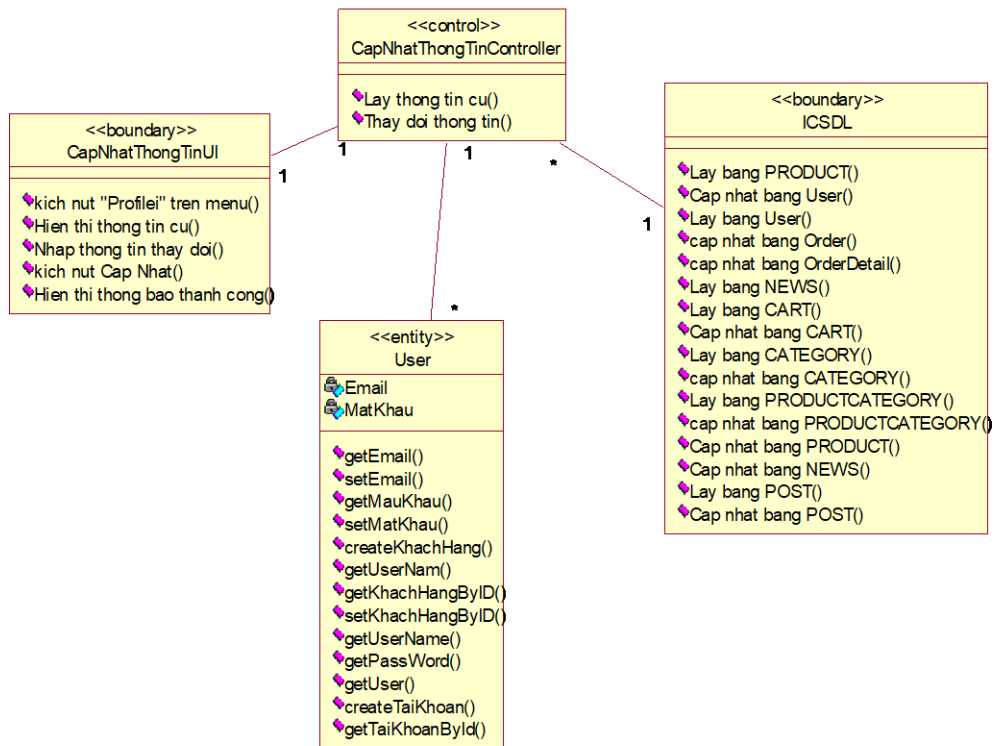 <<control>>
CapNhatThongTinController
Lay thong tin cu()
Thay doi thong tin()
1
1
*
<<boundary>>
CapNhatThongTinUI
1
kich nut "Profilei" tren menu()
Hien thi thong tin cu()
Nhap thong tin thay doi()
kich nut Cap Nhat()
Hien thi thong bao thanh cong()
<<boundary>>
ICSDL
1
Lay bang PRODUCT()
Cap nhat bang User()
Lay bang User()
cap nhat bang Order()
cap nhat bang OrderDetail()
Lay bang NEWS()
Lay bang CART()
Cap nhat bang CART()
Lay bang CATEGORY()
cap nhat bang CATEGORY()
Lay bang PRODUCTCATEGORY()
cap nhat bang PRODUCTCATEGORY()
Cap nhat bang PRODUCT()
Cap nhat bang NEWS()
Lay bang POST()
Cap nhat bang POST()
*
<<entity>>
User
Email
MatKhau
getEmail()
setEmail()
getMauKhau()
setMatKhau()
createKhachHang()
getUserNam()
getKhachHangByID()
setKhachHangByID()
getUserName()
getPassWord()
getUser()
createTaiKhoan()
getTaiKhoanById()